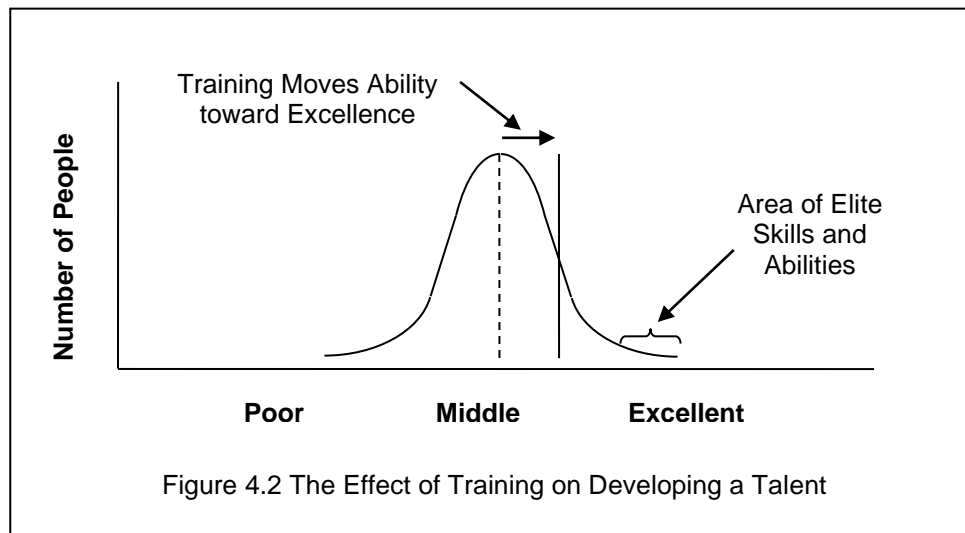 Training Moves Ability
toward Excellence
Number of People
Area of Elite
Skills and
Abilities
Poor Middle Excellent
Figure 4.2 The Effect of Training on Developing a Talent